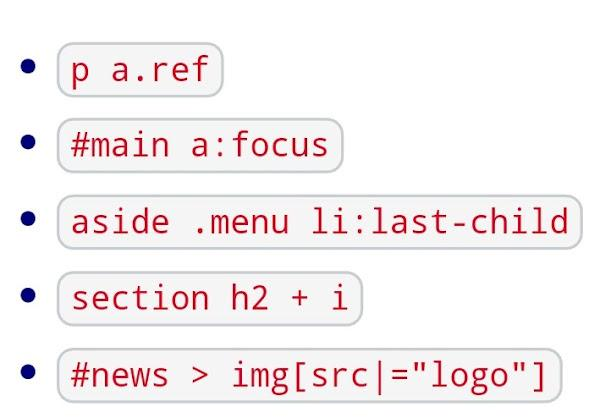 p a.ref
#main a:focus
aside .menu li:last-child
section h2 + i
#news > img[src|="logo"]